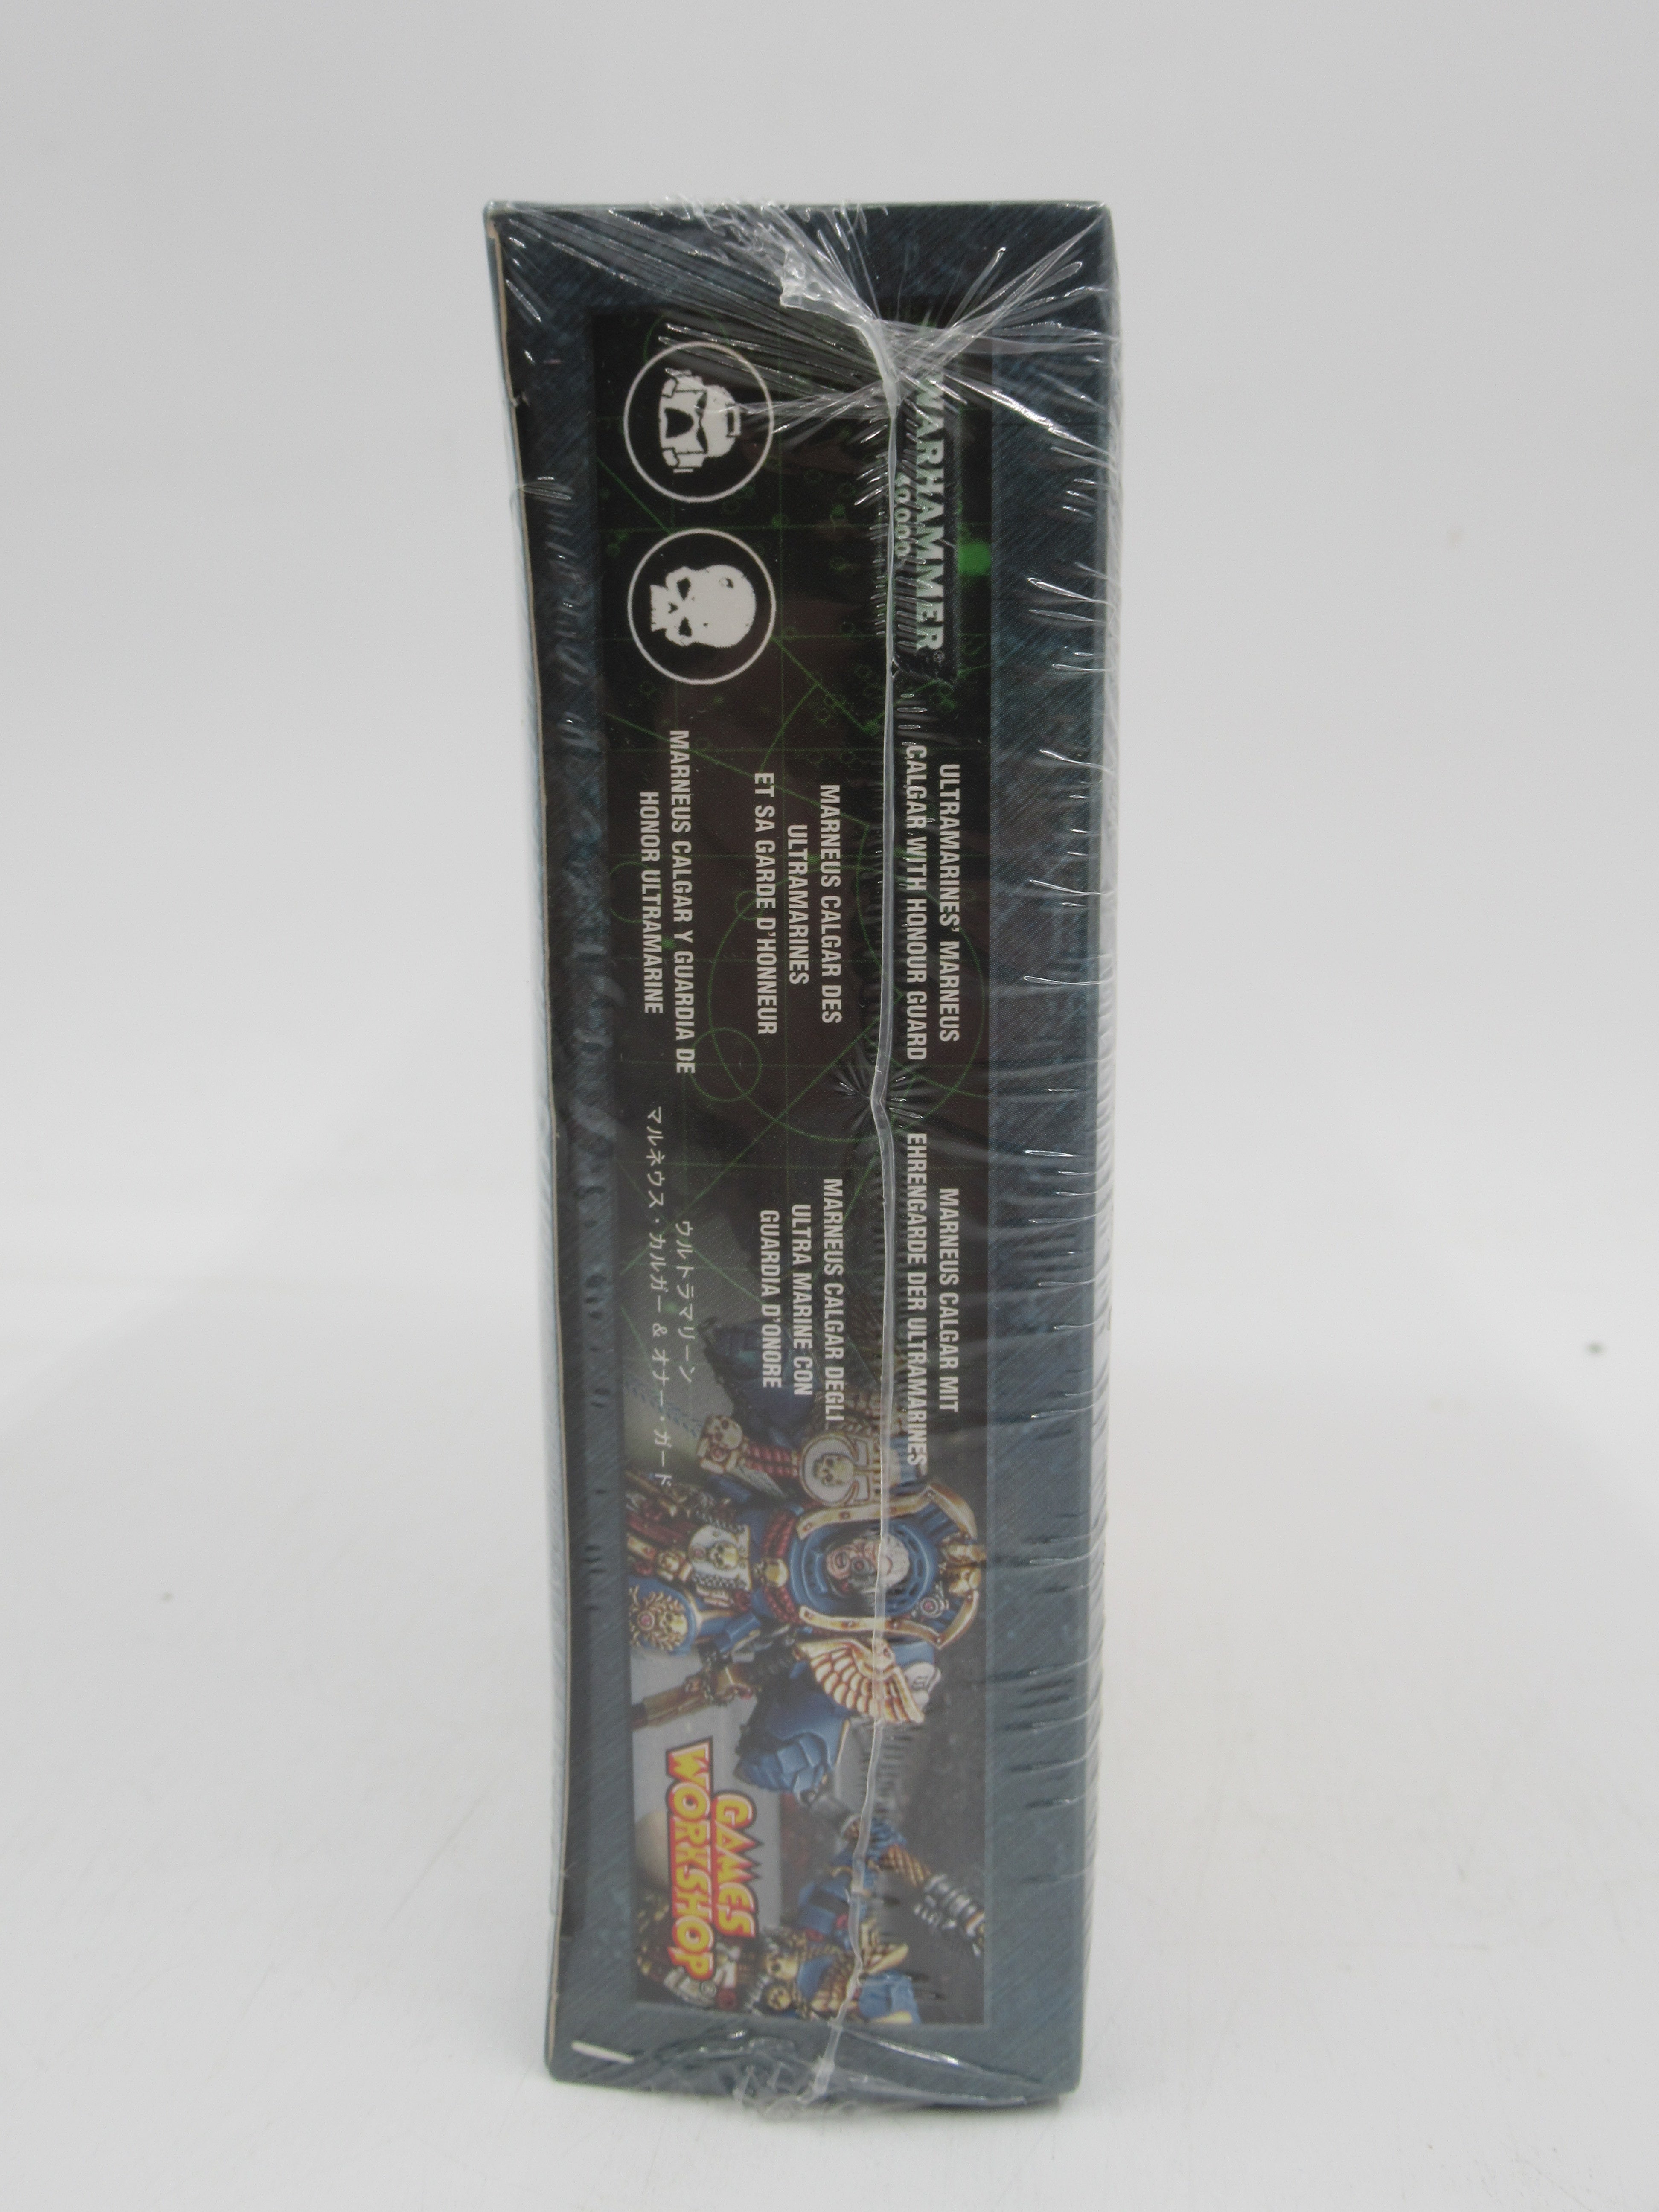 WARHAMMER®
40,000
ULTRAMARINES' MARNEUS
CALGAR WITH HONOUR GUARD
MARNEUS CALGAR MIT
EHRENGARDE DER ULTRAMARINES
MARNEUS CALGAR DES
ULTRAMARINES
ET SA GARDE D'HONNEUR
MARNEUS CALGAR DEGLI
ULTRA MARINE CON
GUARDIA D'ONORE
MARNEUS CALGAR Y GUARDIA DE
HONOR ULTRAMARINE
ウルトラマリーン
マルネウス・カルガー & オナー・ガード
GAMES
WORKSHOP